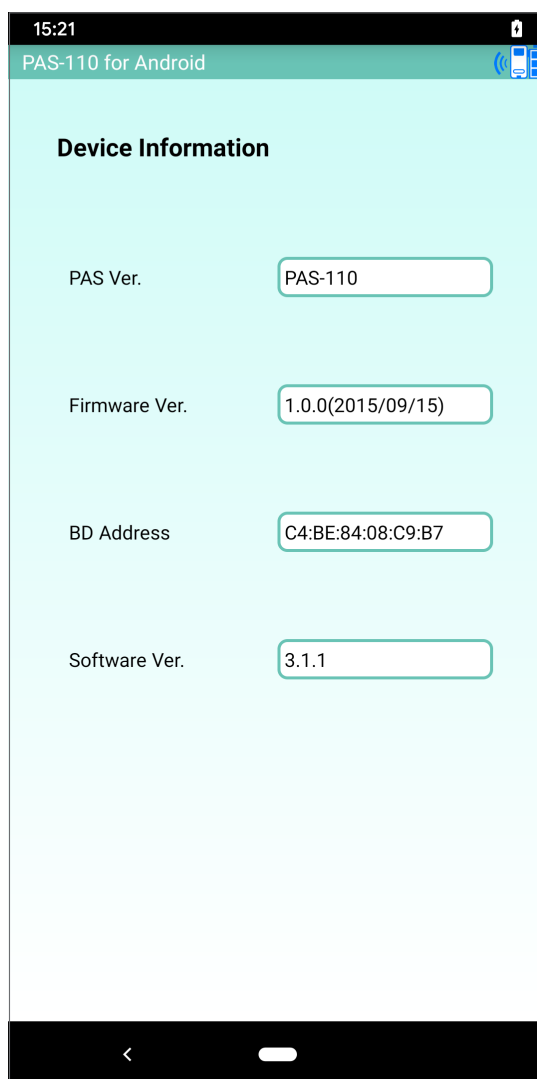 15:21
PAS-110 for Android
Device Information
PAS Ver. PAS-110
Firmware Ver. 1.0.0(2015/09/15)
BD Address C4:BE:84:08:C9:B7
Software Ver. 3.1.1